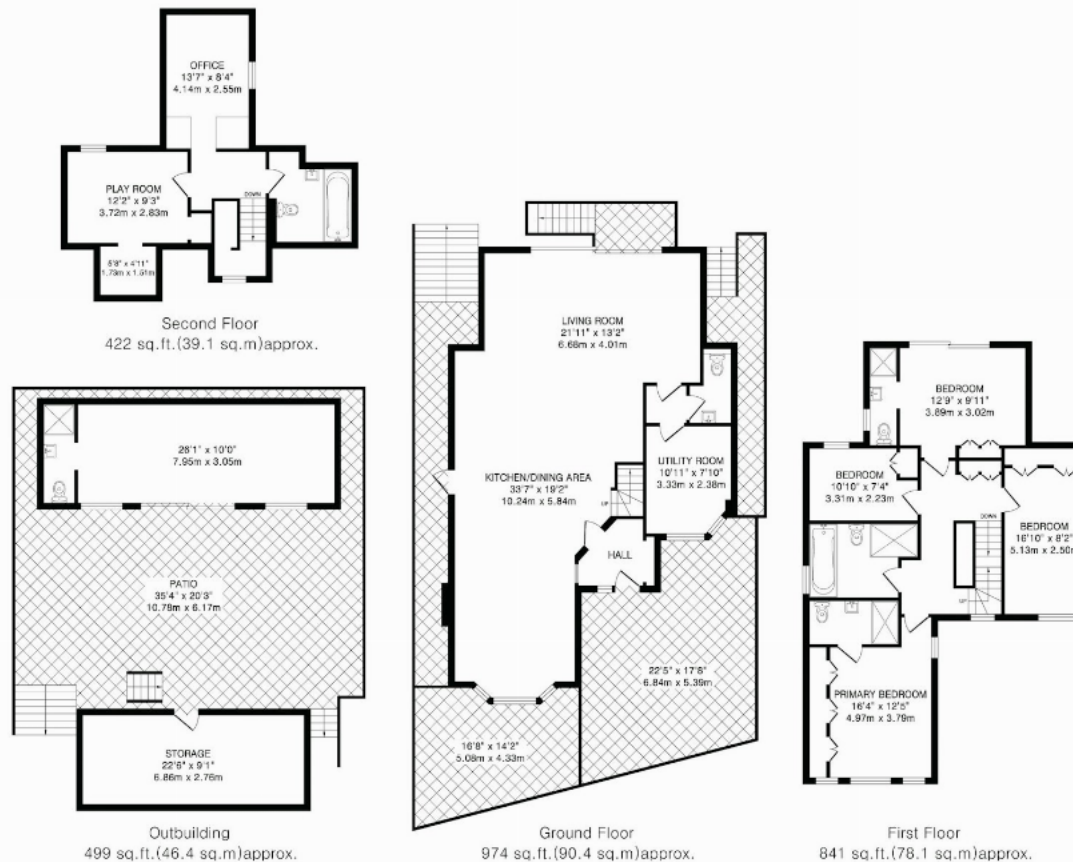 OFFICE
13'7" x 8'4"
4.14m x 2.55m
PLAY ROOM
12'2" x 9'3"
3.72m x 2.83m
DOWN
5'8" x 4'11"
1.73m x 1.51m
Second Floor
422 sq.ft.(39.1 sq.m)approx.
26'1" x 10'0"
7.95m x 3.05m
PATIO
35'4" x 20'3"
10.78m x 6.17m
STORAGE
22'6" x 9'1"
6.86m x 2.76m
Outbuilding
499 sq.ft.(46.4 sq.m)approx.
LIVING ROOM
21'11" x 13'2"
6.68m x 4.01m
KITCHEN/DINING AREA
33'7" x 19'2"
10.24m x 5.84m
UTILITY ROOM
10'11" x 7'10"
3.33m x 2.38m
UP
HALL
22'5" x 17'8"
6.84m x 5.39m
16'8" x 14'2"
5.08m x 4.33m
Ground Floor
974 sq.ft.(90.4 sq.m)approx.
BEDROOM
12'9" x 9'11"
3.89m x 3.02m
BEDROOM
10'10" x 7'4"
3.31m x 2.23m
DOWN
BEDROOM
16'10" x 8'2"
5.13m x 2.50m
UP
PRIMARY BEDROOM
16'4" x 12'5"
4.97m x 3.79m
First Floor
841 sq.ft.(78.1 sq.m)approx.